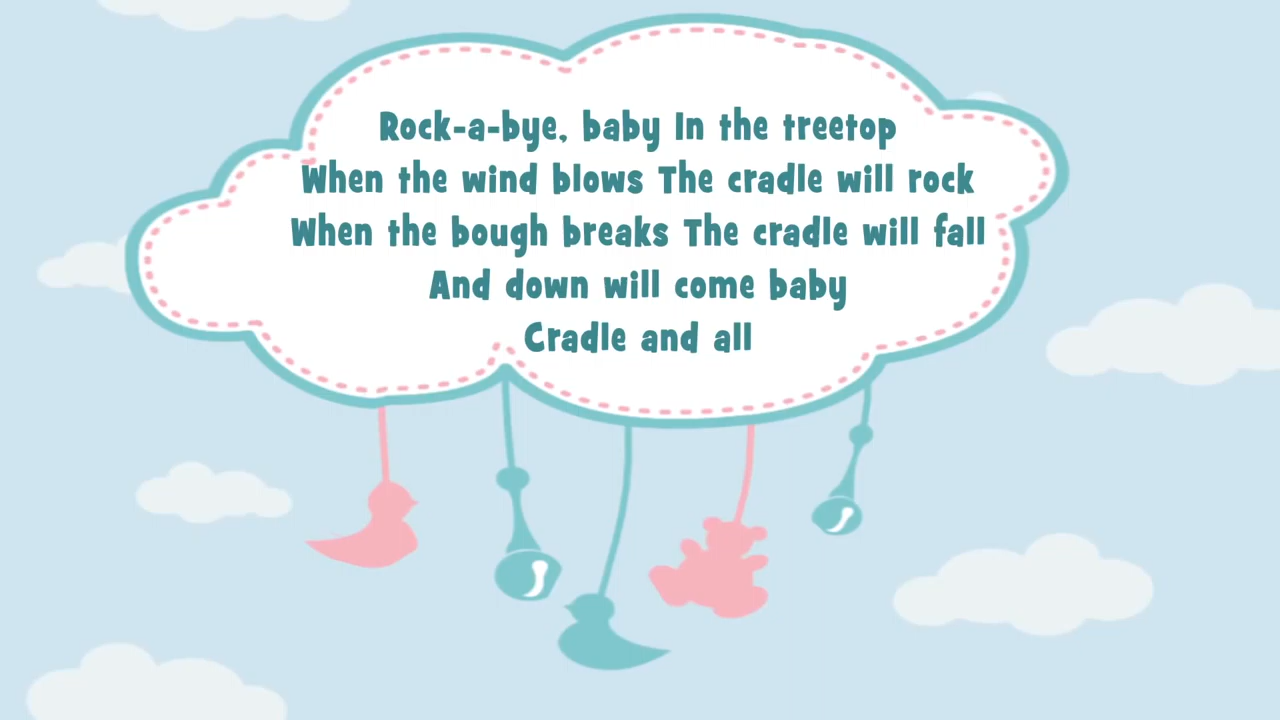 Rock-a-bye, baby In the treetop
When the wind blows The cradle will rock
When the bough breaks The cradle will fall
And down will come baby
Cradle and all